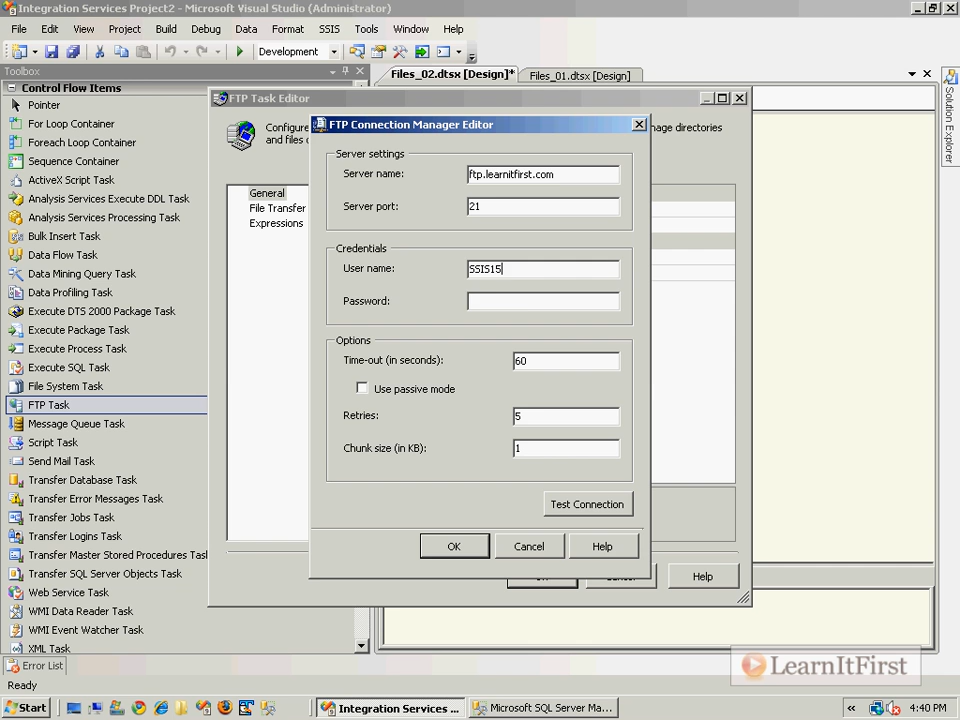 Integration Services Project2 - Microsoft Visual Studio (Administrator)
File Edit View Project Build Debug Data Format SSIS Tools Window Help
Development
Toolbox
Files_02.dtsx [Design]* Files_01.dtsx [Design]
Solution Explorer
Control Flow Items
Pointer
For Loop Container
Foreach Loop Container
Sequence Container
ActiveX Script Task
Analysis Services Execute DDL Task
Analysis Services Processing Task
Bulk Insert Task
Data Flow Task
Data Mining Query Task
Data Profiling Task
Execute DTS 2000 Package Task
Execute Package Task
Execute Process Task
Execute SQL Task
File System Task
FTP Task
Message Queue Task
Script Task
Send Mail Task
Transfer Database Task
Transfer Error Messages Task
Transfer Jobs Task
Transfer Logins Task
Transfer Master Stored Procedures Task
Transfer SQL Server Objects Task
Web Service Task
WMI Data Reader Task
WMI Event Watcher Task
XML Task
FTP Task Editor
Configure
and files
nage directories
General
File Transfer
Expressions
Help
FTP Connection Manager Editor
Server settings
Server name: ftp.learnitfirst.com
Server port: 21
Credentials
User name: SSIS15
Password:
Options
Time-out (in seconds): 60
Use passive mode
Retries: 5
Chunk size (in KB): 1
Test Connection
OK Cancel Help
Error List
Ready
LearnItFirst
Start
Integration Services ...
Microsoft SQL Server Ma...
« 4:40 PM